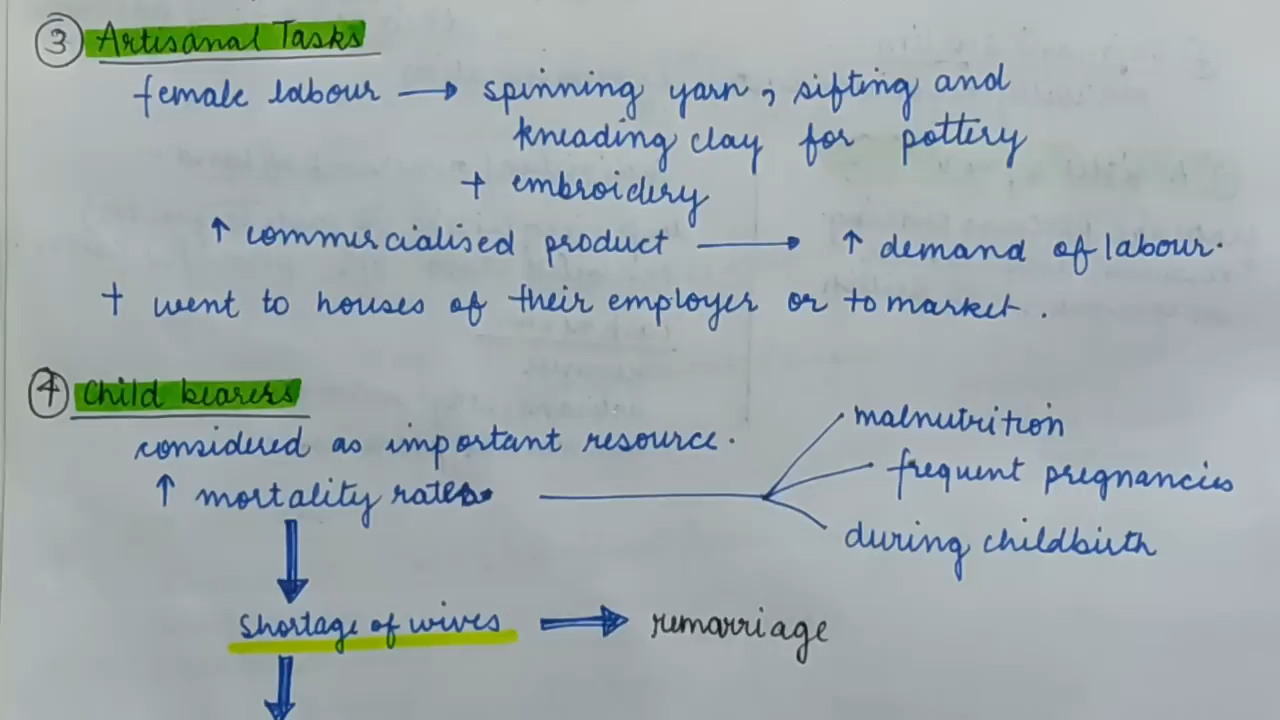 ③ Artisanal Tasks
female labour → spinning yarn, sifting and
kneading clay for pottery
+ embroidery
↑ commercialised product → ↑ demand of labour.
+ went to houses of their employer or to market.
④ Child bearers
considered as important resource.
↑ mortality rates
malnutrition
frequent pregnancies
during childbirth
Shortage of wives → remarriage